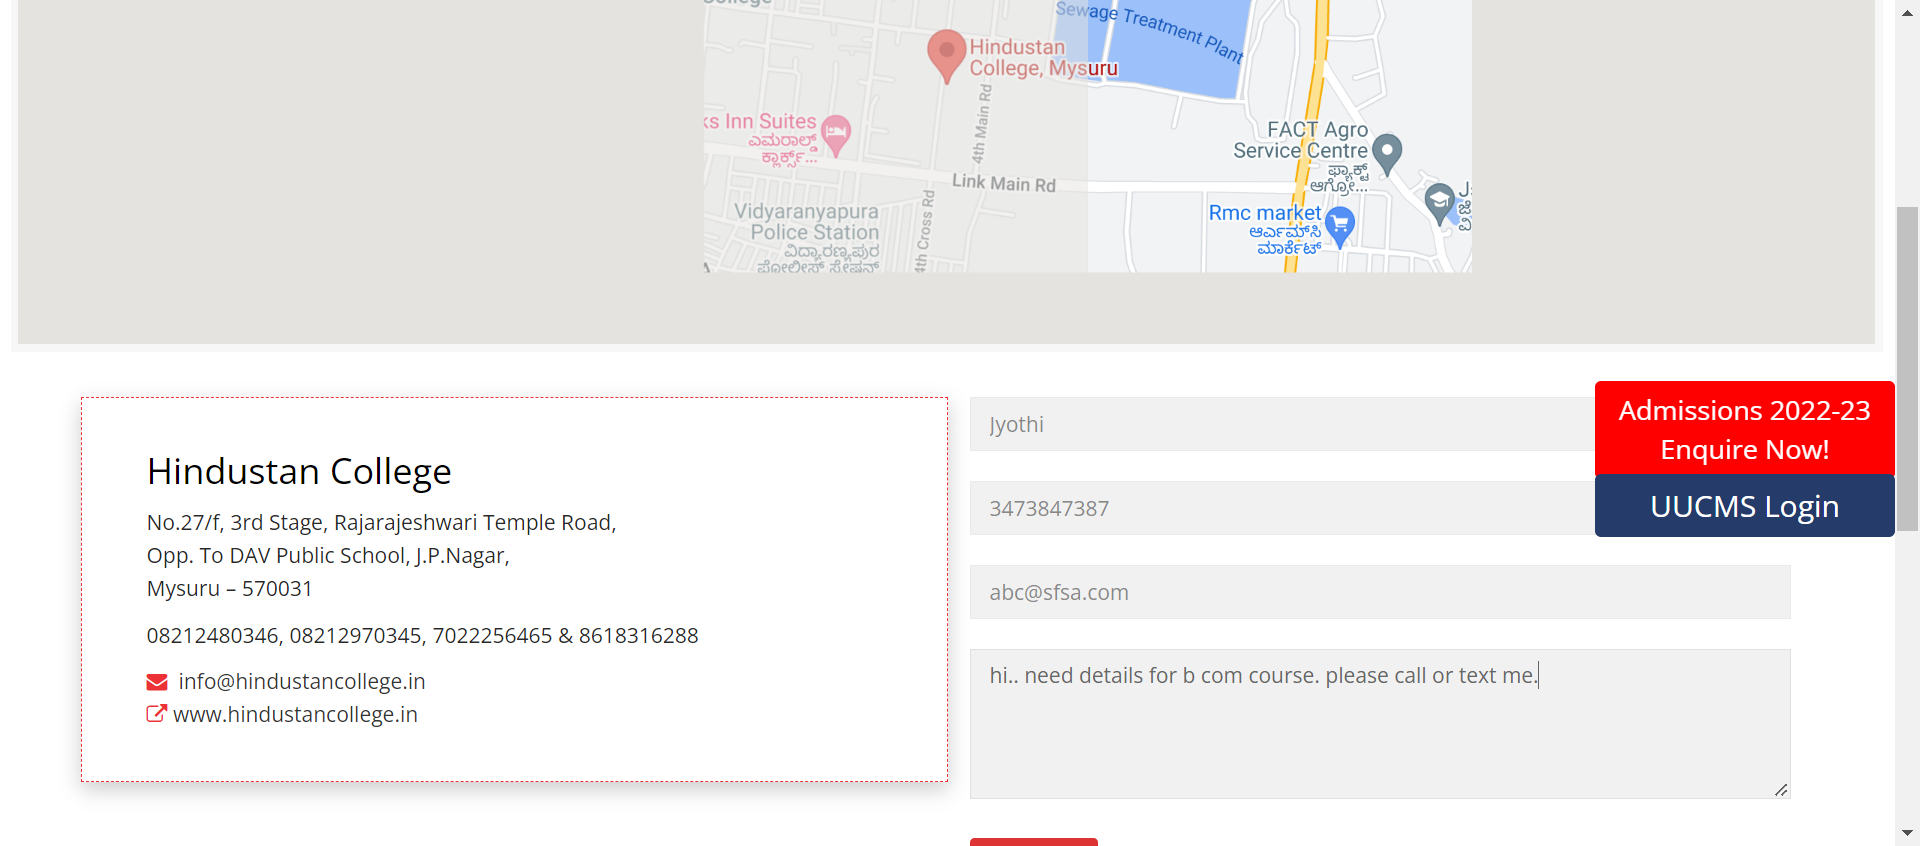 College
Sewage Treatment Plant
Hindustan
College, Mysuru
4th Main Rd
ks Inn Suites
ಎಮರಾಲ್ಡ್
ಕ್ಲಾರ್ಕ್ಸ್...
FACT Agro
Service Centre
ಫ್ಯಾಕ್ಟ್
ಆಗ್ರೋ...
Link Main Rd
4th Cross Rd
Vidyaranyapura
Police Station
ವಿದ್ಯಾರಣ್ಯಪುರ
ಪೋಲೀಸ್ ಸ್ಟೇಷನ್
Rmc market
ಆರ್ಎಮ್ಸಿ
ಮಾರ್ಕೆಟ್
Hindustan College
No.27/f, 3rd Stage, Rajarajeshwari Temple Road,
Opp. To DAV Public School, J.P.Nagar,
Mysuru – 570031
08212480346, 08212970345, 7022256465 & 8618316288
info@hindustancollege.in
www.hindustancollege.in
Jyothi
3473847387
abc@sfsa.com
hi.. need details for b com course. please call or text me.
Admissions 2022-23
Enquire Now!
UUCMS Login